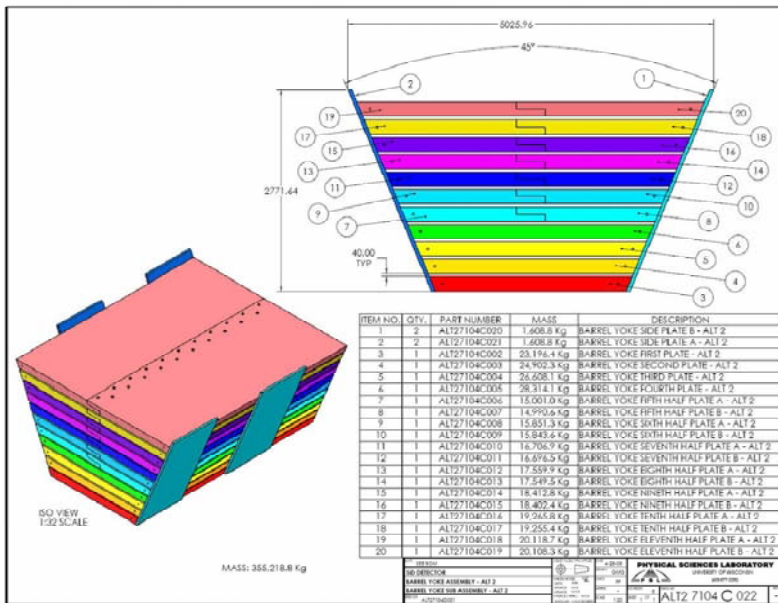 5025.96
45°
2
1
19
20
17
18
15
16
13
14
11
12
9
10
7
8
6
5
4
3
2771.64
40.00
TYP
ITEM NO. QTY. PART NUMBER MASS DESCRIPTION
1 2 ALT27104C020 1,608.8 Kg BARREL YOKE SIDE PLATE B - ALT 2
2 2 ALT27104C021 1,608.8 Kg BARREL YOKE SIDE PLATE A - ALT 2
3 1 ALT27104C002 23,196.4 Kg BARREL YOKE FIRST PLATE - ALT 2
4 1 ALT27104C003 24,902.3 Kg BARREL YOKE SECOND PLATE - ALT 2
5 1 ALT27104C004 26,608.1 Kg BARREL YOKE THIRD PLATE - ALT 2
6 1 ALT27104C005 28,314.1 Kg BARREL YOKE FOURTH PLATE - ALT 2
7 1 ALT27104C006 15,001.0 Kg BARREL YOKE FIFTH HALF PLATE A - ALT 2
8 1 ALT27104C007 14,990.6 Kg BARREL YOKE FIFTH HALF PLATE B - ALT 2
9 1 ALT27104C008 15,851.3 Kg BARREL YOKE SIXTH HALF PLATE A - ALT 2
10 1 ALT27104C009 15,843.6 Kg BARREL YOKE SIXTH HALF PLATE B - ALT 2
11 1 ALT27104C010 16,706.9 Kg BARREL YOKE SEVENTH HALF PLATE A - ALT 2
12 1 ALT27104C011 16,696.5 Kg BARREL YOKE SEVENTH HALF PLATE B - ALT 2
13 1 ALT27104C012 17,559.9 Kg BARREL YOKE EIGHTH HALF PLATE A - ALT 2
14 1 ALT27104C013 17,549.5 Kg BARREL YOKE EIGHTH HALF PLATE B - ALT 2
15 1 ALT27104C014 18,412.8 Kg BARREL YOKE NINETH HALF PLATE A - ALT 2
16 1 ALT27104C015 18,402.4 Kg BARREL YOKE NINETH HALF PLATE B - ALT 2
17 1 ALT27104C016 19,265.8 Kg BARREL YOKE TENTH HALF PLATE A - ALT 2
18 1 ALT27104C017 19,255.4 Kg BARREL YOKE TENTH HALF PLATE B - ALT 2
19 1 ALT27104C018 20,118.7 Kg BARREL YOKE ELEVENTH HALF PLATE A - ALT 2
20 1 ALT27104C019 20,108.3 Kg BARREL YOKE ELEVENTH HALF PLATE B - ALT 2
ISO VIEW
1:32 SCALE
MASS: 355,218.8 Kg
SEE BOM
SID DETECTOR
BARREL YOKE ASSEMBLY - ALT 2
BARREL YOKE SUB ASSEMBLY - ALT 2
PHYSICAL SCIENCES LABORATORY
UNIVERSITY OF WISCONSIN
P S L
ALT2 7104 C 022